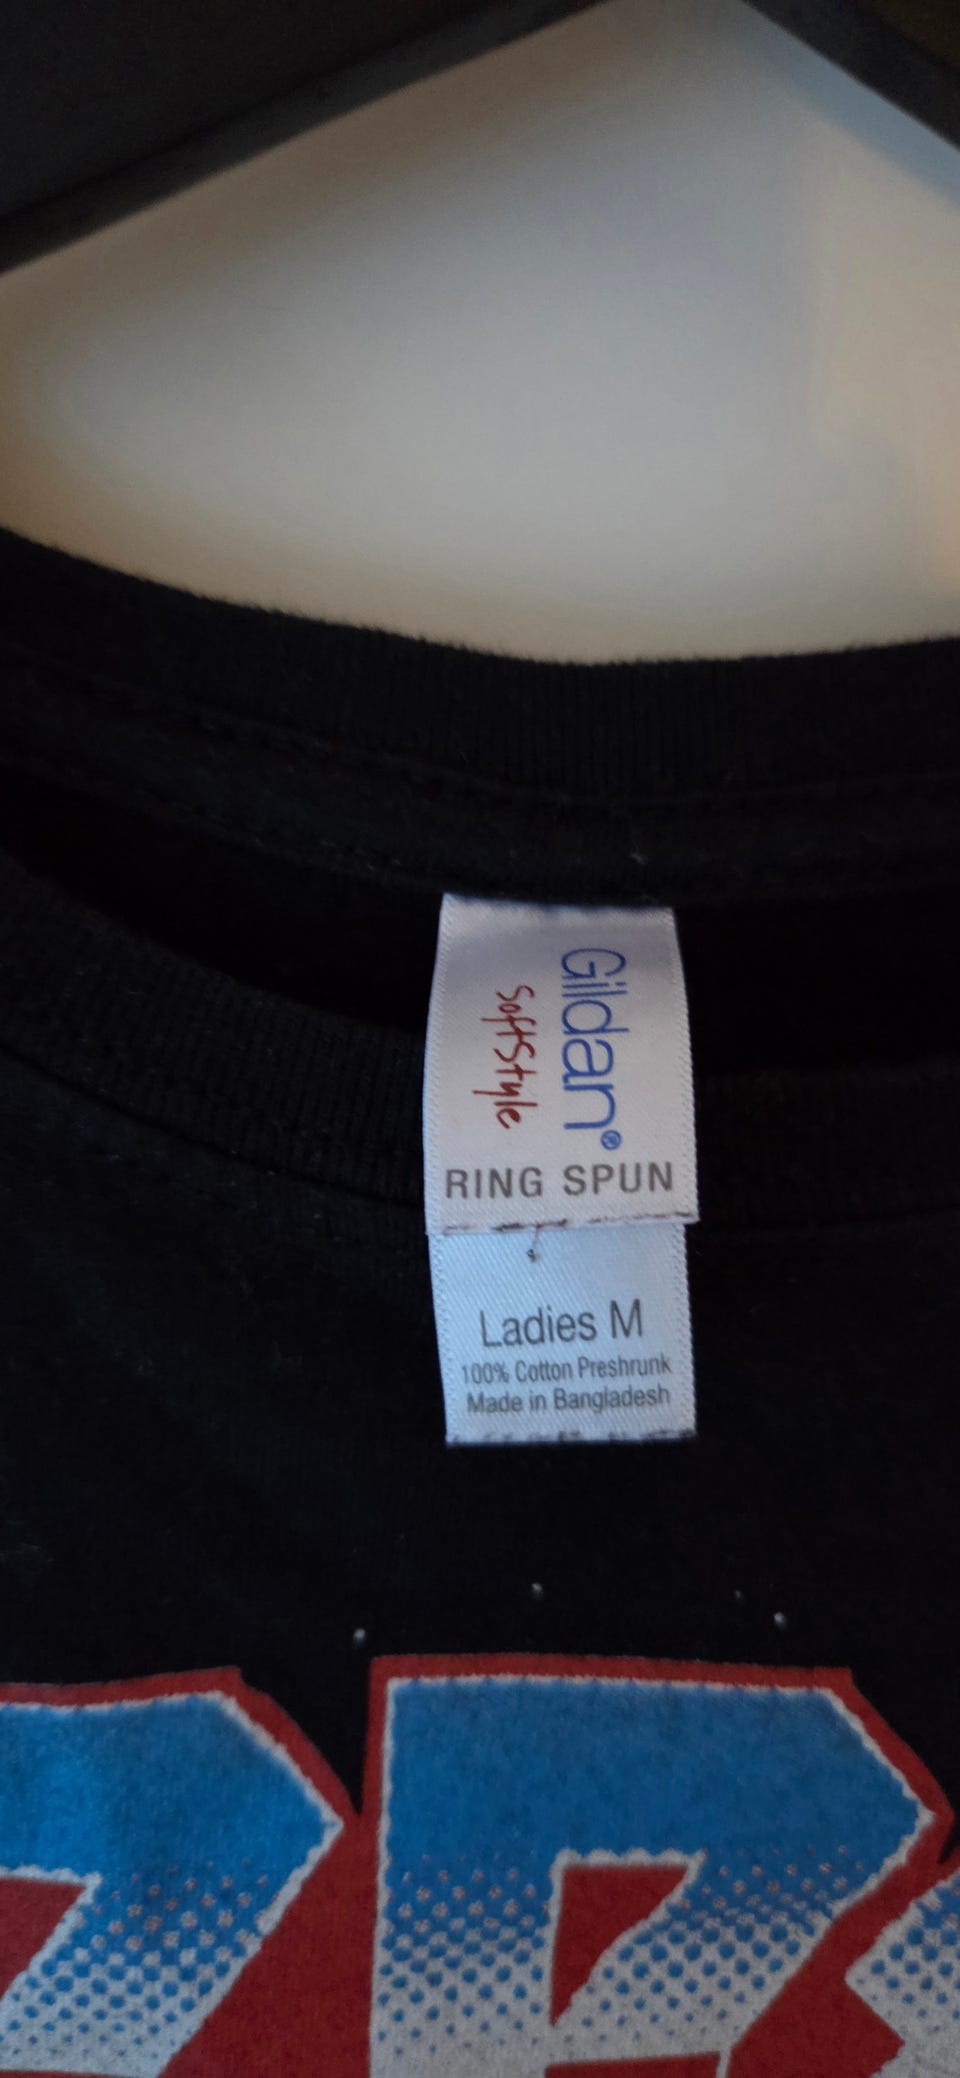 Gildan®
softstyle
RING SPUN
Ladies M
100% Cotton Preshrunk
Made in Bangladesh